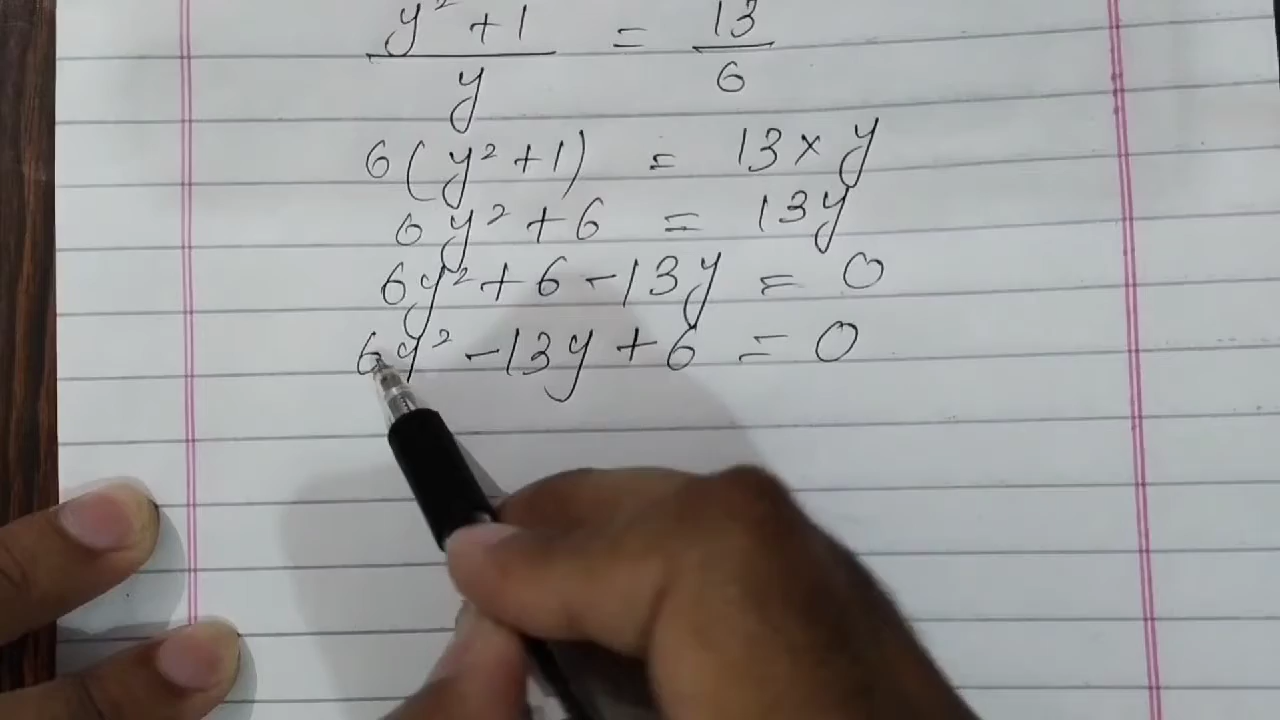 y² + 1 / y = 13 / 6
6(y² + 1) = 13 × y
6y² + 6 = 13y
6y² + 6 - 13y = 0
6y² - 13y + 6 = 0